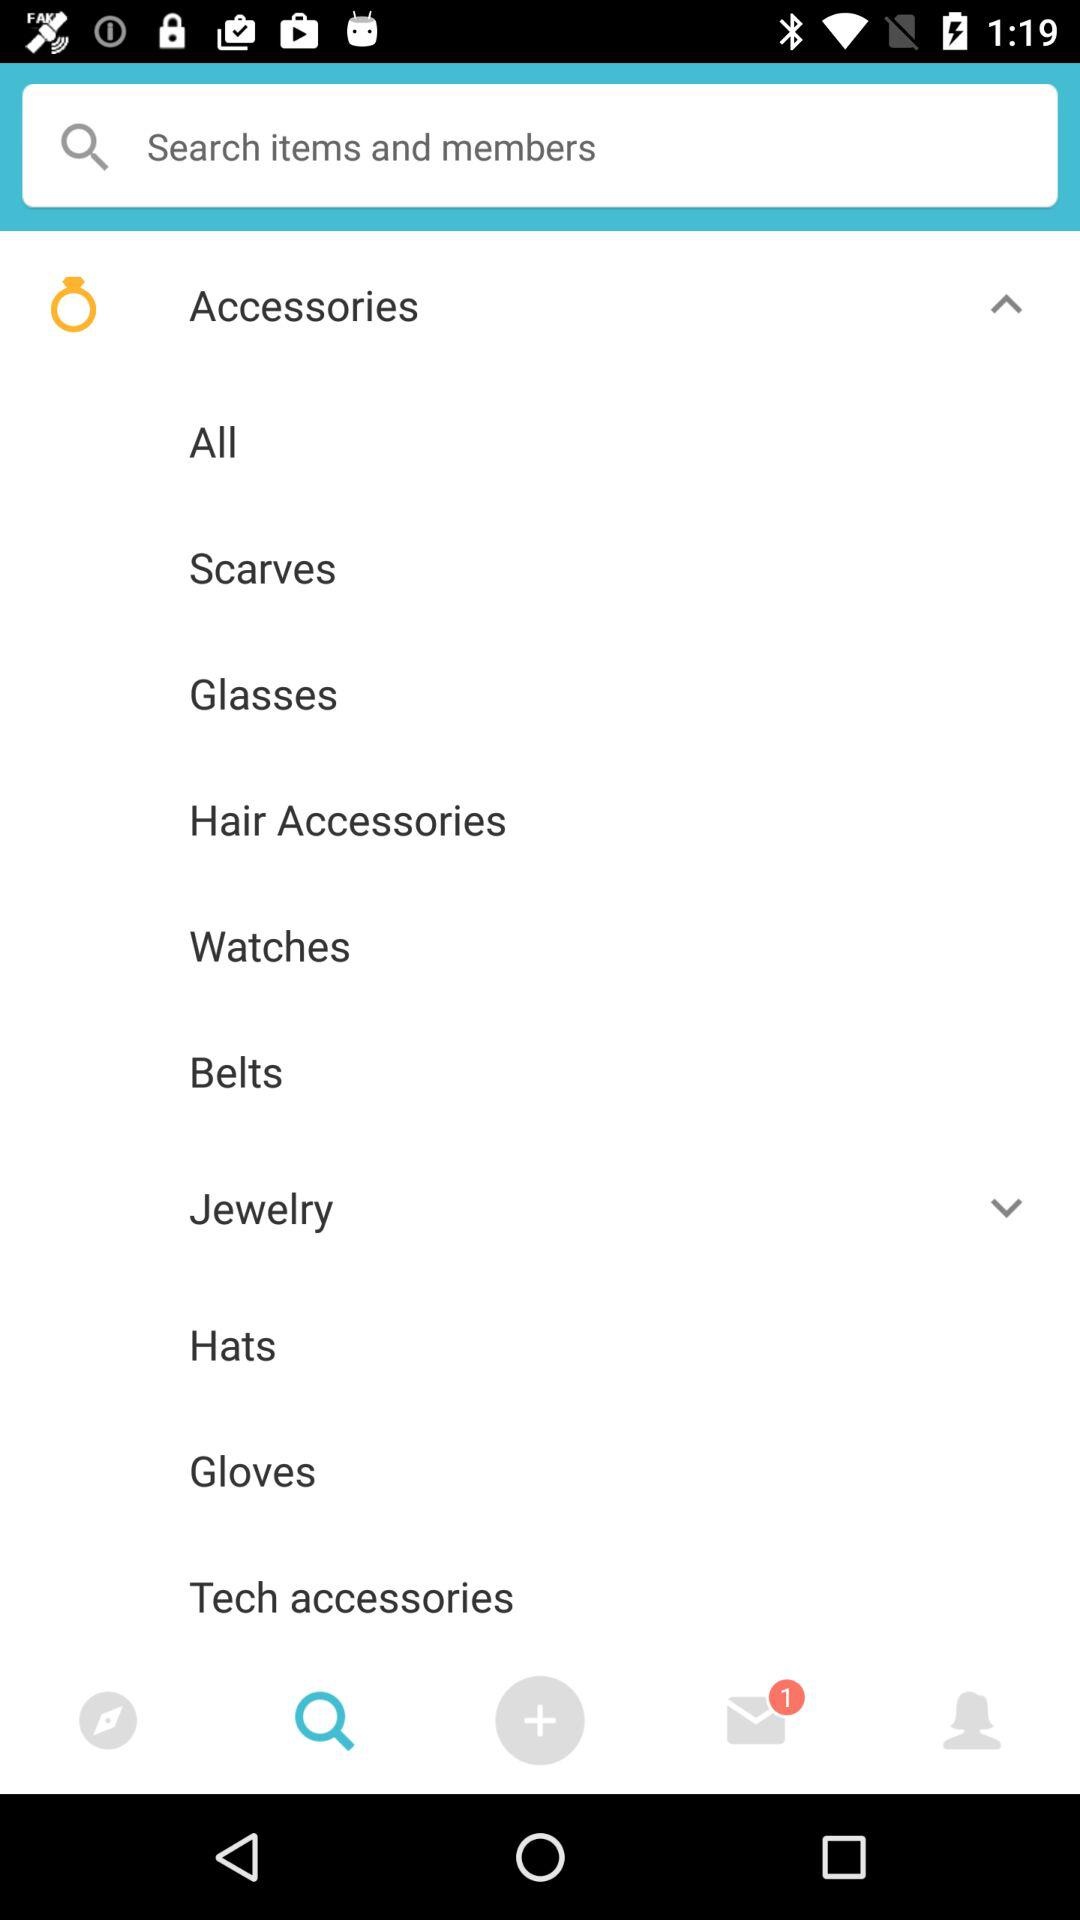 FAKE
1:19
Search items and members
Accessories
All
Scarves
Glasses
Hair Accessories
Watches
Belts
Jewelry
Hats
Gloves
Tech accessories
1